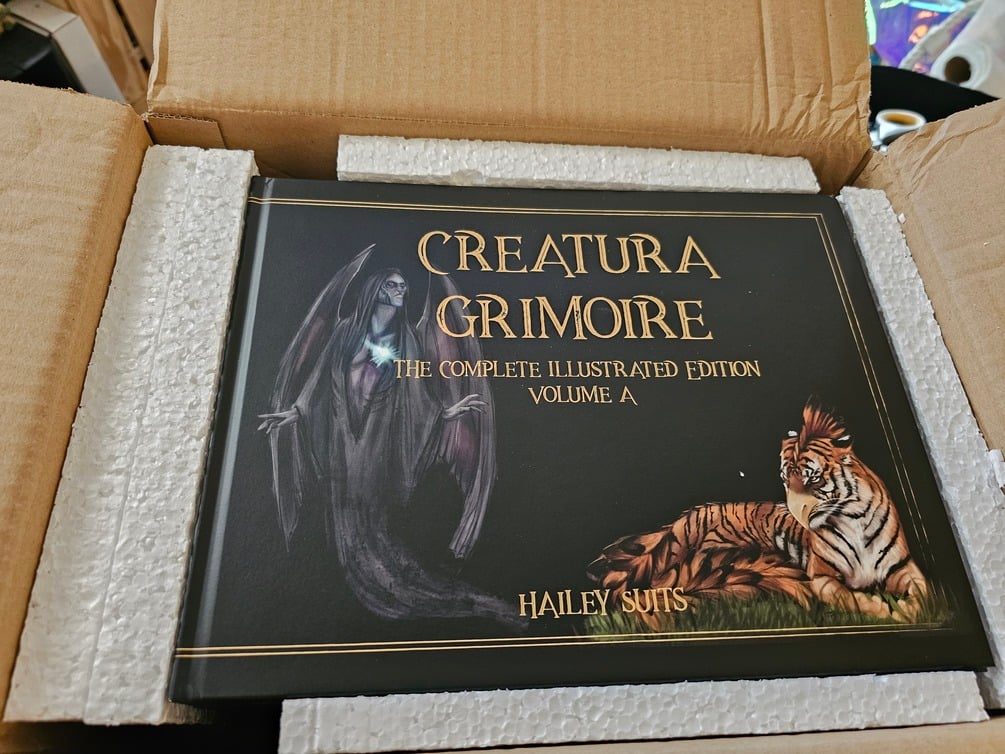 CREATURA
GRIMOIRE
THE COMPLETE ILLUSTRATED EDITION
VOLUME A
HAILEY SUITS